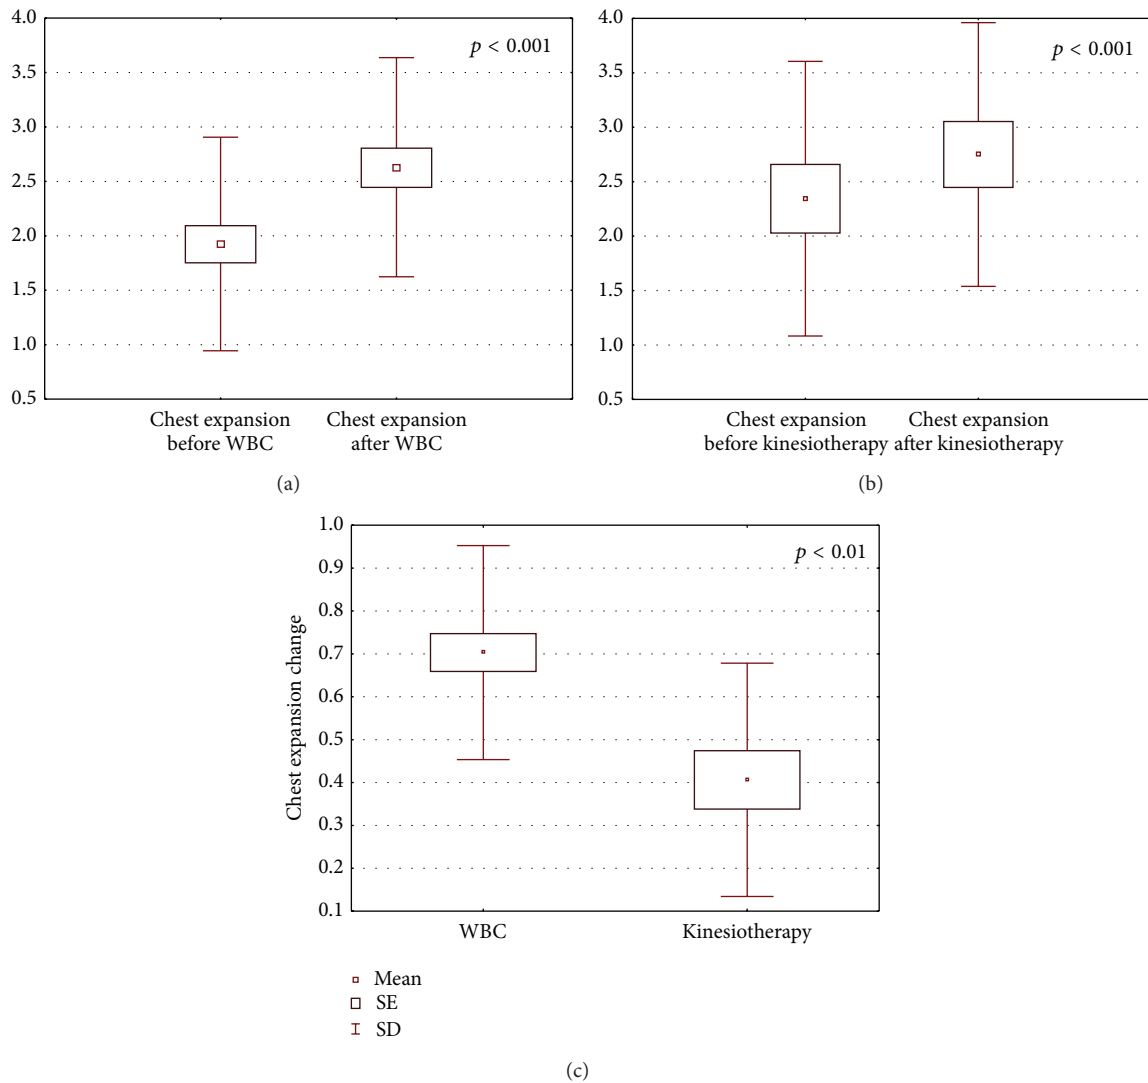 4.0
3.5
3.0
2.5
2.0
1.5
1.0
0.5
p < 0.001
Chest expansion before WBC
Chest expansion after WBC
(a)
4.0
3.5
3.0
2.5
2.0
1.5
1.0
0.5
p < 0.001
Chest expansion before kinesiotherapy
Chest expansion after kinesiotherapy
(b)
Chest expansion change
1.0
0.9
0.8
0.7
0.6
0.5
0.4
0.3
0.2
0.1
p < 0.01
WBC
Kinesiotherapy
Mean
SE
SD
(c)